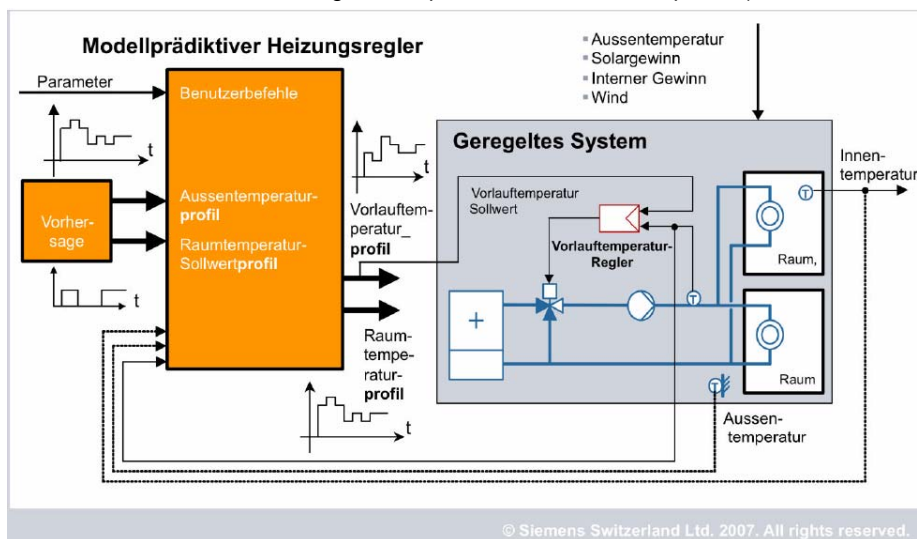 Modellprädiktiver Heizungsregler
Parameter
Benutzerbefehle
t
Vorher-
sage
Aussentemperatur-
profil
Raumtemperatur-
Sollwertprofil
t
t
Vorlauftem-
peratur_
profil
Raum-
tempe-
ratur-
profil
t
Aussentemperatur
Solargewinn
Interner Gewinn
Wind
Geregeltes System
Vorlauftemperatur
Sollwert
Vorlauftemperatur-
Regler
T
T
T
Raum,
Raum
+
Innen-
temperatur
Aussen-
temperatur
© Siemens Switzerland Ltd. 2007. All rights reserved.